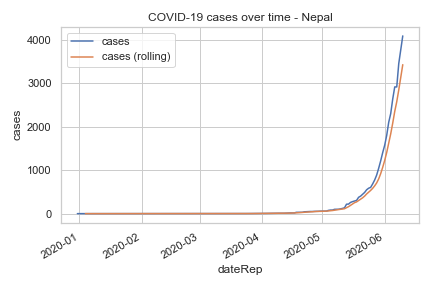 COVID-19 cases over time - Nepal
cases
cases (rolling)
4000
3000
2000
1000
0
cases
2020-01
2020-02
2020-03
2020-04
2020-05
2020-06
dateRep